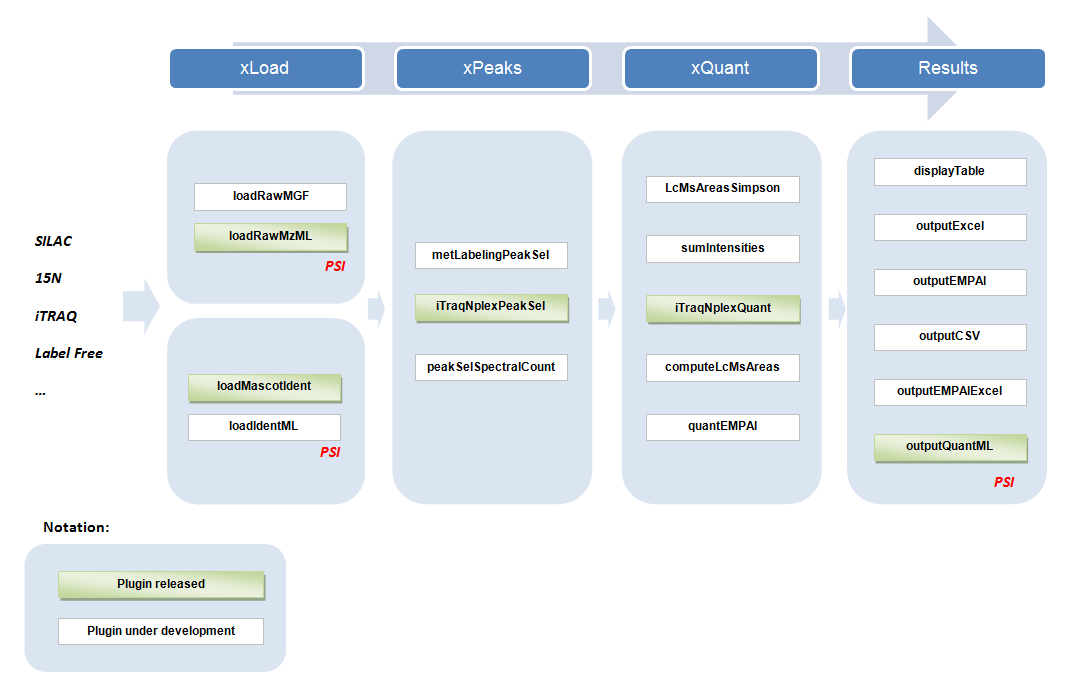 xLoad
xPeaks
xQuant
Results
SILAC
15N
iTRAQ
Label Free
...
loadRawMGF
loadRawMzML
PSI
loadMascotIdent
loadIdentML
PSI
metLabelingPeakSel
iTraqNplexPeakSel
peakSelSpectralCount
LcMsAreasSimpson
sumIntensities
iTraqNplexQuant
computeLcMsAreas
quantEMPAI
displayTable
outputExcel
outputEMPAI
outputCSV
outputEMPAIExcel
outputQuantML
PSI
Notation:
Plugin released
Plugin under development